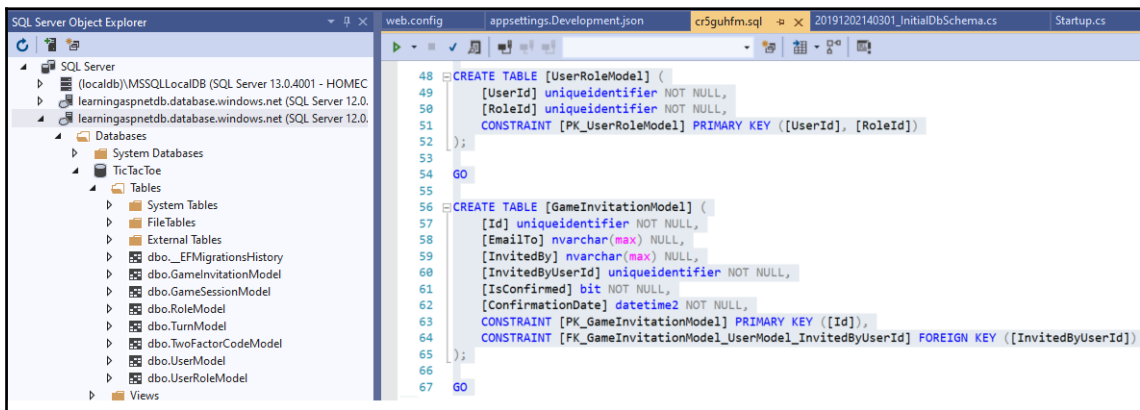 SQL Server Object Explorer
SQL Server
(localdb)\MSSQLLocalDB (SQL Server 13.0.4001 - HOMEC
learningaspnetdb.database.windows.net (SQL Server 12.0.
learningaspnetdb.database.windows.net (SQL Server 12.0.
Databases
System Databases
TicTacToe
Tables
System Tables
FileTables
External Tables
dbo.__EFMigrationsHistory
dbo.GameInvitationModel
dbo.GameSessionModel
dbo.RoleModel
dbo.TurnModel
dbo.TwoFactorCodeModel
dbo.UserModel
dbo.UserRoleModel
Views
web.config appsettings.Development.json cr5guhfm.sql 20191202140301_InitialDbSchema.cs Startup.cs
48 CREATE TABLE [UserRoleModel] (
49 [UserId] uniqueidentifier NOT NULL,
50 [RoleId] uniqueidentifier NOT NULL,
51 CONSTRAINT [PK_UserRoleModel] PRIMARY KEY ([UserId], [RoleId])
52 );
53
54 GO
55
56 CREATE TABLE [GameInvitationModel] (
57 [Id] uniqueidentifier NOT NULL,
58 [EmailTo] nvarchar(max) NULL,
59 [InvitedBy] nvarchar(max) NULL,
60 [InvitedByUserId] uniqueidentifier NOT NULL,
61 [IsConfirmed] bit NOT NULL,
62 [ConfirmationDate] datetime2 NOT NULL,
63 CONSTRAINT [PK_GameInvitationModel] PRIMARY KEY ([Id]),
64 CONSTRAINT [FK_GameInvitationModel_UserModel_InvitedByUserId] FOREIGN KEY ([InvitedByUserId])
65 );
66
67 GO